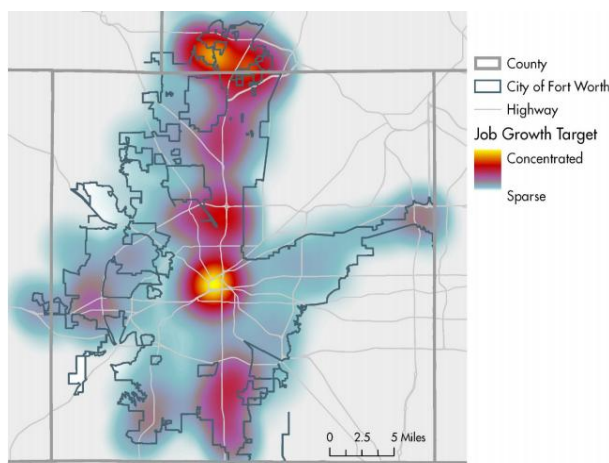 County
City of Fort Worth
Highway
Job Growth Target
Concentrated
Sparse
0 2.5 5 Miles